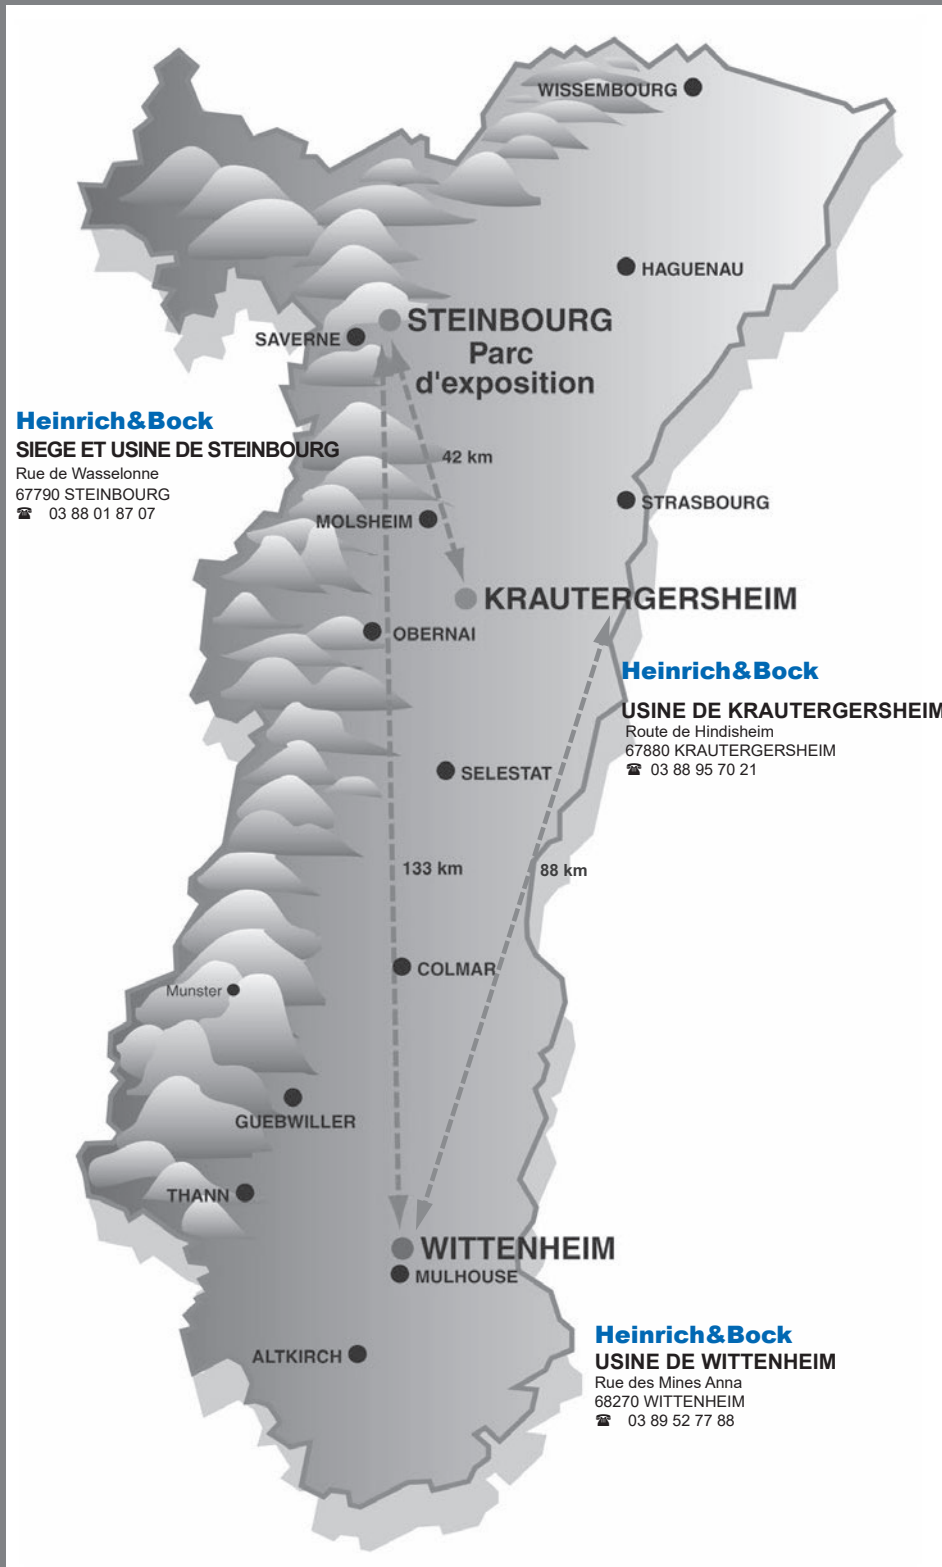 WISSEMBOURG
HAGUENAU
STEINBOURG
Parc
d'exposition
SAVERNE
Heinrich&Bock
SIEGE ET USINE DE STEINBOURG
Rue de Wasselonne
67790 STEINBOURG
☎ 03 88 01 87 07
42 km
STRASBOURG
MOLSHEIM
KRAUTERGERSHEIM
OBERNAI
Heinrich&Bock
USINE DE KRAUTERGERSHEIM
Route de Hindisheim
67880 KRAUTERGERSHEIM
☎ 03 88 95 70 21
SELESTAT
133 km
88 km
COLMAR
Munster
GUEBWILLER
THANN
WITTENHEIM
MULHOUSE
ALTKIRCH
Heinrich&Bock
USINE DE WITTENHEIM
Rue des Mines Anna
68270 WITTENHEIM
☎ 03 89 52 77 88